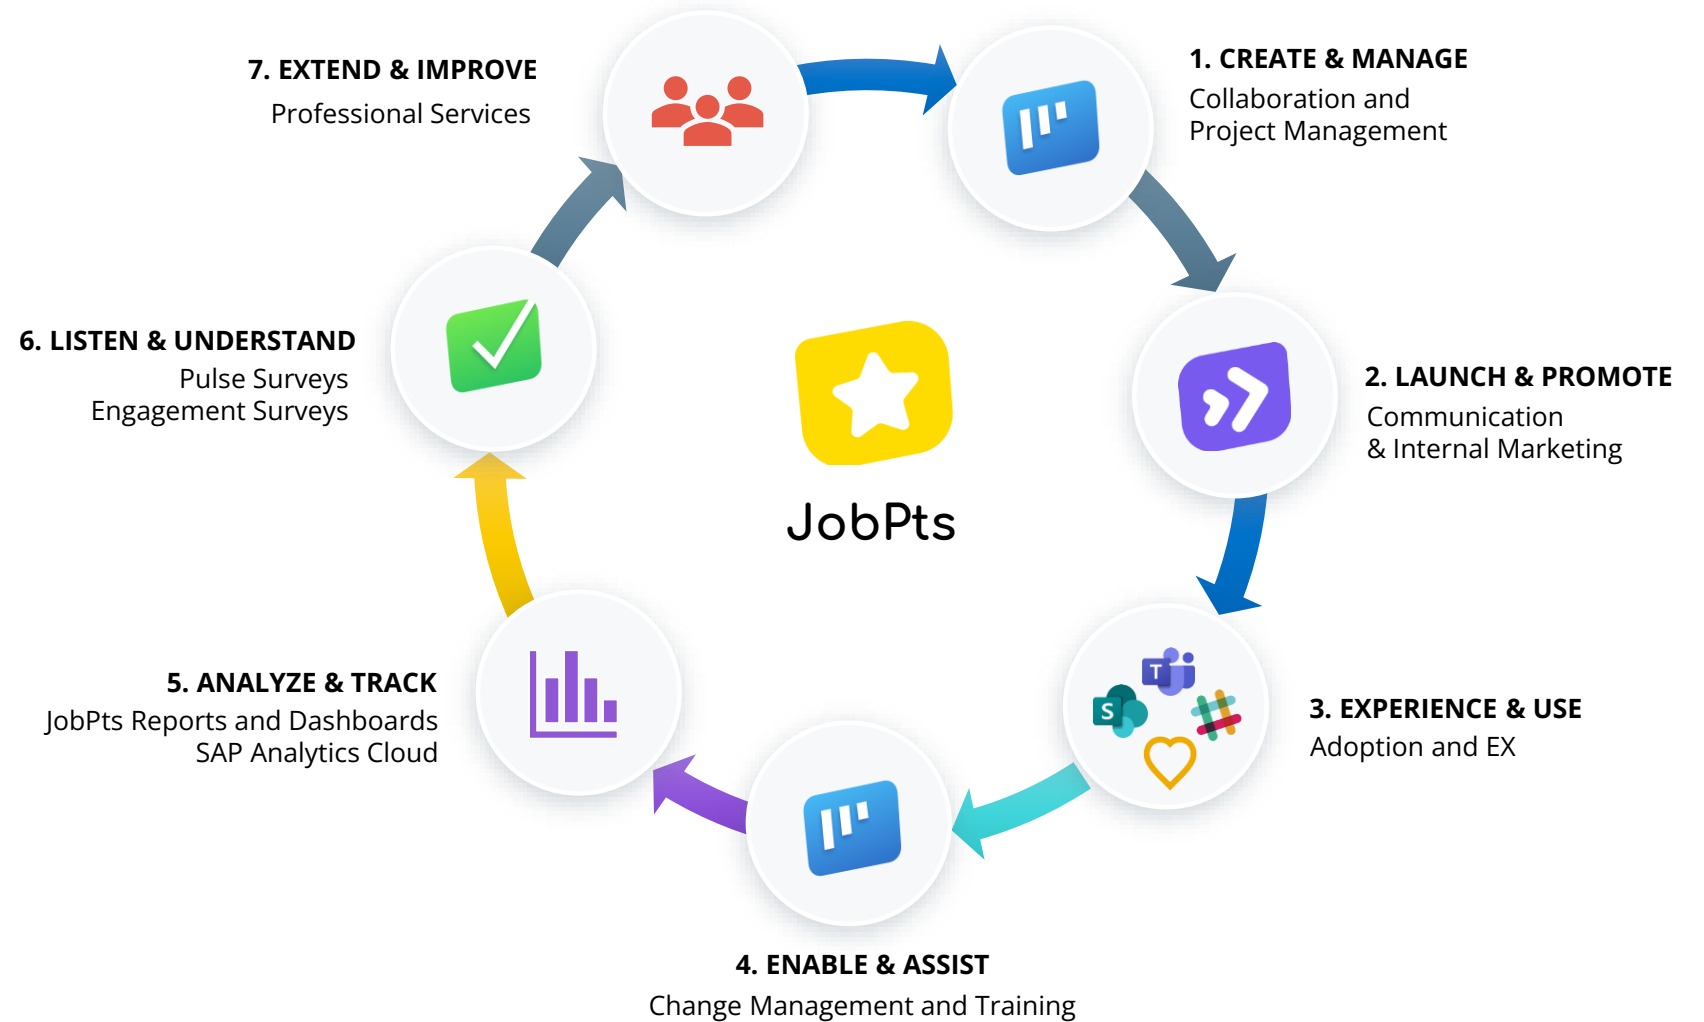 7. EXTEND & IMPROVE
Professional Services
1. CREATE & MANAGE
Collaboration and
Project Management
2. LAUNCH & PROMOTE
Communication
& Internal Marketing
3. EXPERIENCE & USE
Adoption and EX
T
S
4. ENABLE & ASSIST
Change Management and Training
5. ANALYZE & TRACK
JobPts Reports and Dashboards
SAP Analytics Cloud
6. LISTEN & UNDERSTAND
Pulse Surveys
Engagement Surveys
JobPts